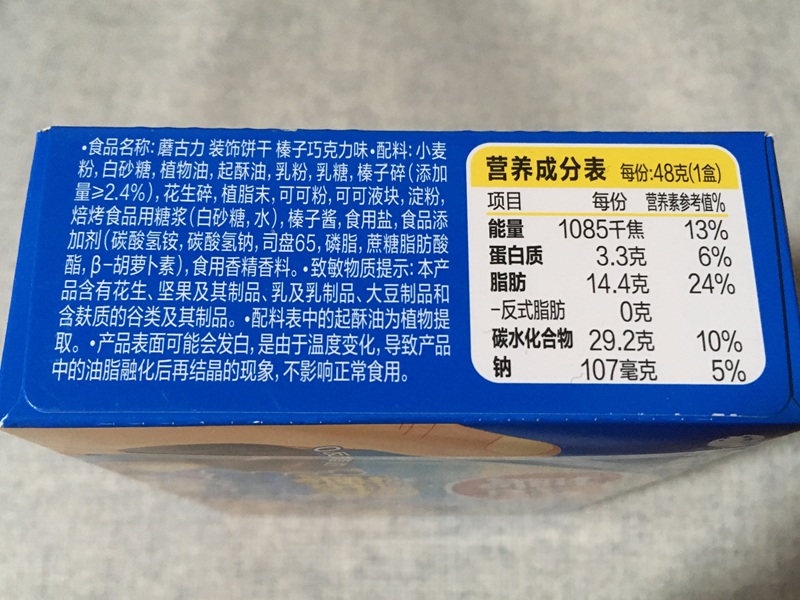 •食品名称: 蘑古力 装饰饼干 榛子巧克力味•配料: 小麦
粉, 白砂糖, 植物油, 起酥油, 乳粉, 乳糖, 榛子碎(添加
量≥2.4%), 花生碎, 植脂末, 可可粉, 可可液块, 淀粉,
焙烤食品用糖浆(白砂糖, 水), 榛子酱, 食用盐, 食品添
加剂(碳酸氢铵, 碳酸氢钠, 司盘65, 磷脂, 蔗糖脂肪酸
酯, β-胡萝卜素), 食用香精香料。•致敏物质提示: 本产
品含有花生、坚果及其制品、乳及乳制品、大豆制品和
含麸质的谷类及其制品。•配料表中的起酥油为植物提
取。•产品表面可能会发白, 是由于温度变化, 导致产品
中的油脂融化后再结晶的现象, 不影响正常食用。
营养成分表 每份:48克(1盒)
项目 每份 营养素参考值%
能量 1085千焦 13%
蛋白质 3.3克 6%
脂肪 14.4克 24%
-反式脂肪 0克
碳水化合物 29.2克 10%
钠 107毫克 5%